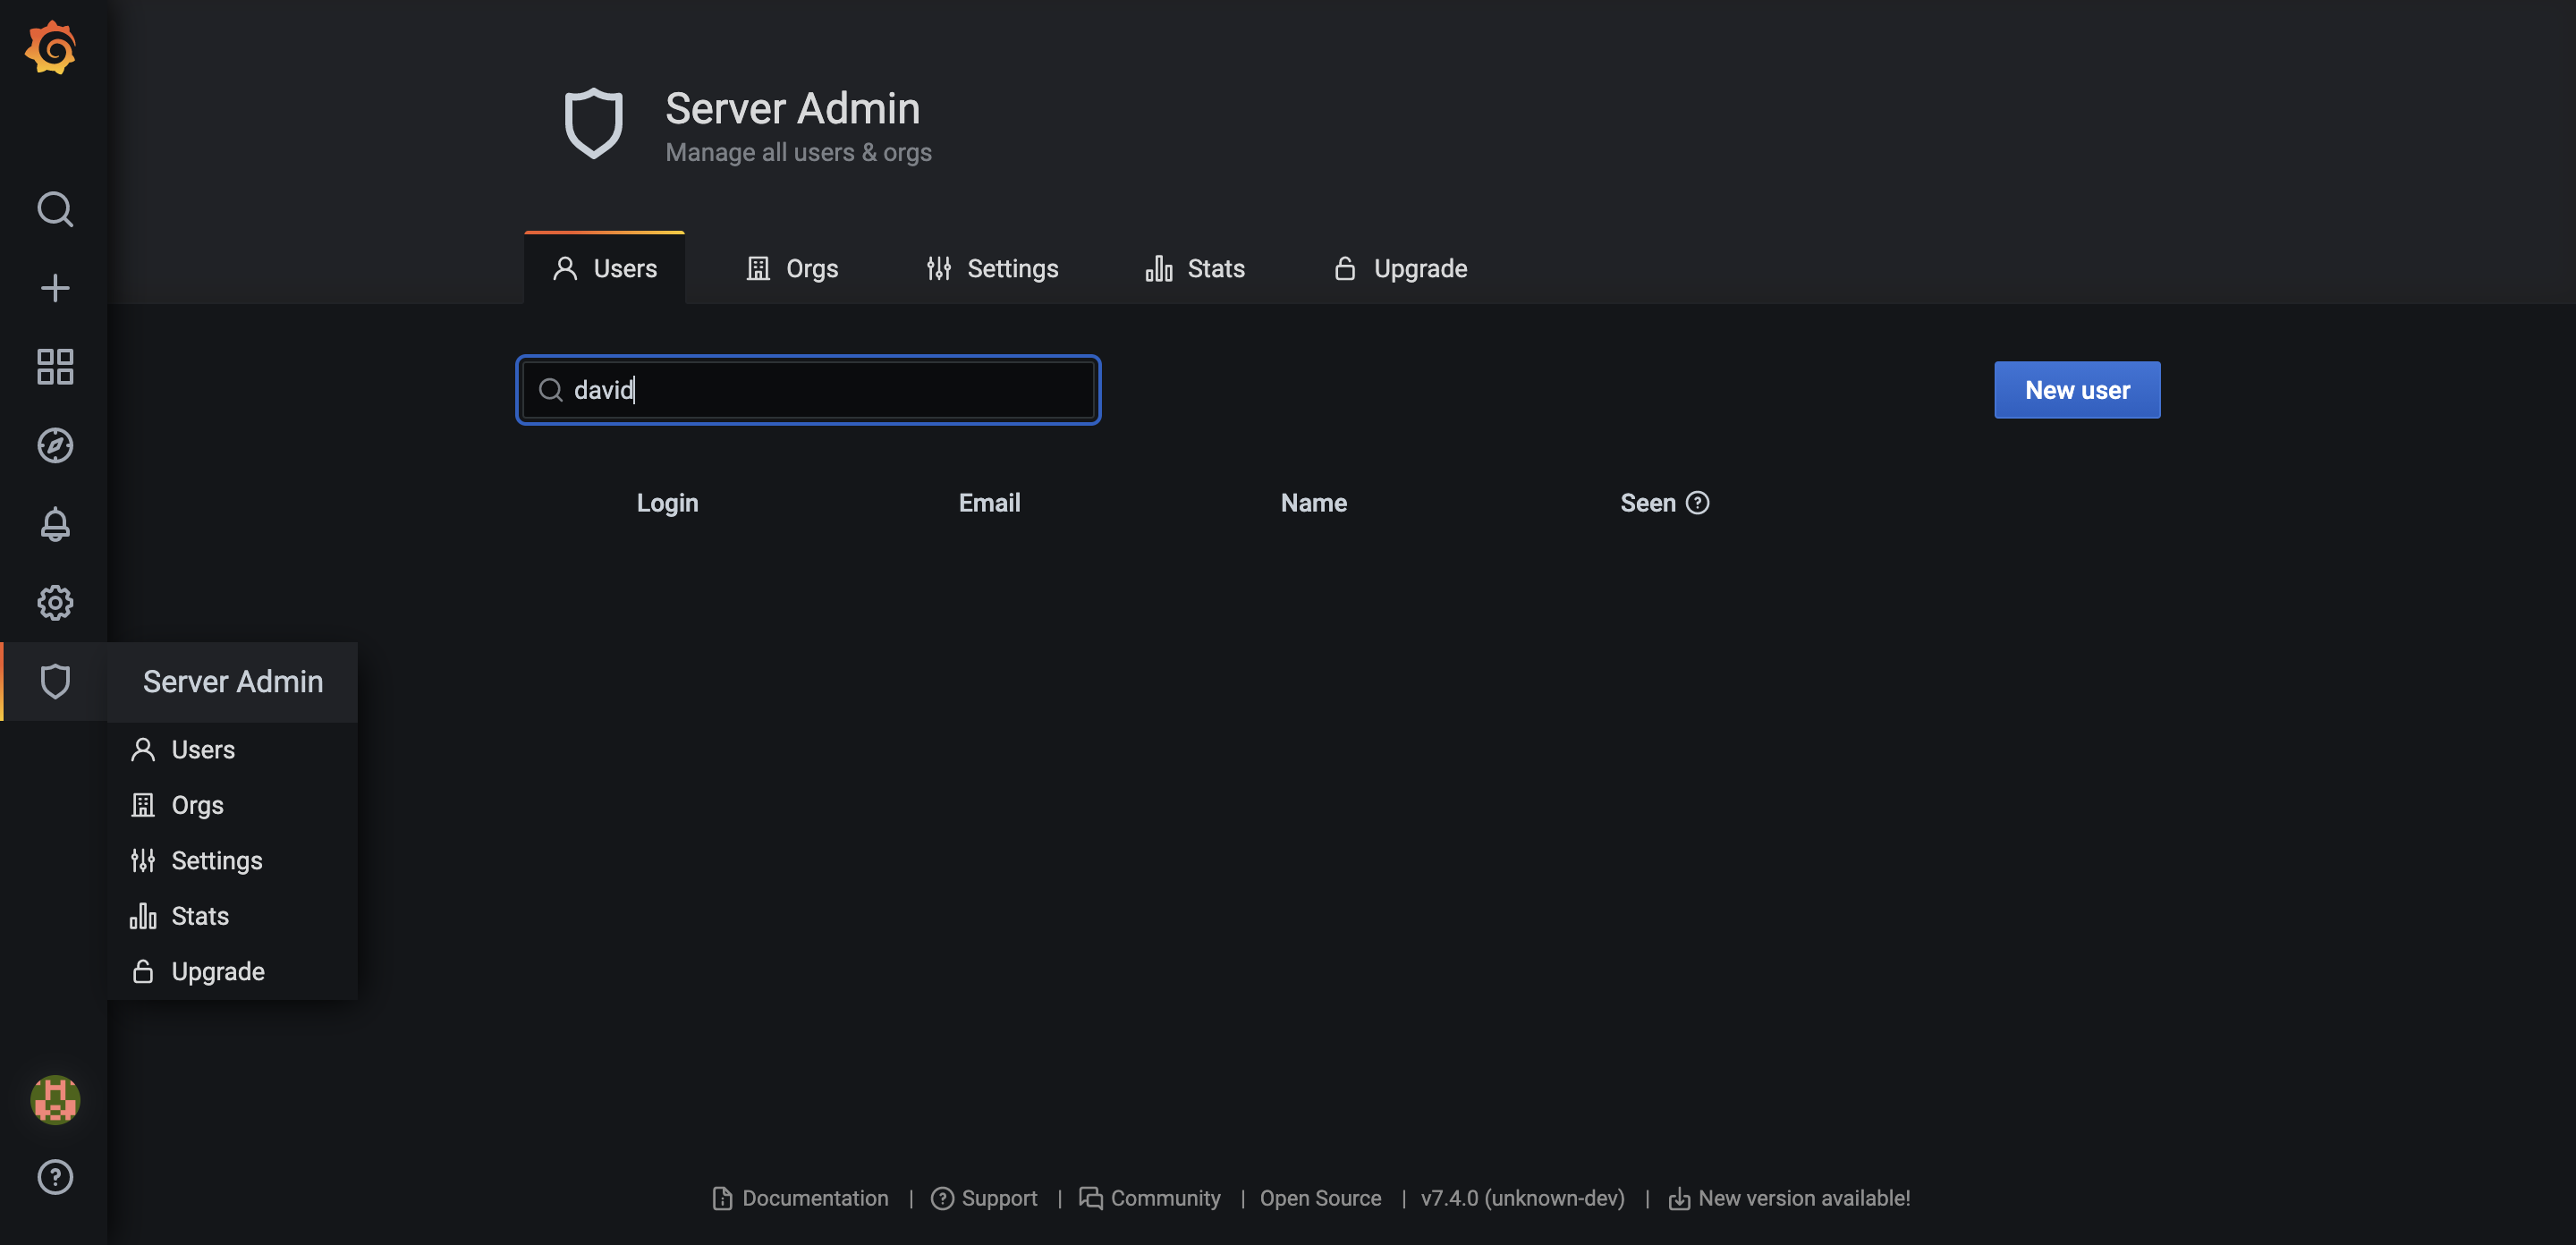 Server Admin
Manage all users & orgs
Users
Orgs
Settings
Stats
Upgrade
david
New user
Login
Email
Name
Seen
Server Admin
Users
Orgs
Settings
Stats
Upgrade
Documentation | Support | Community | Open Source | v7.4.0 (unknown-dev) | New version available!